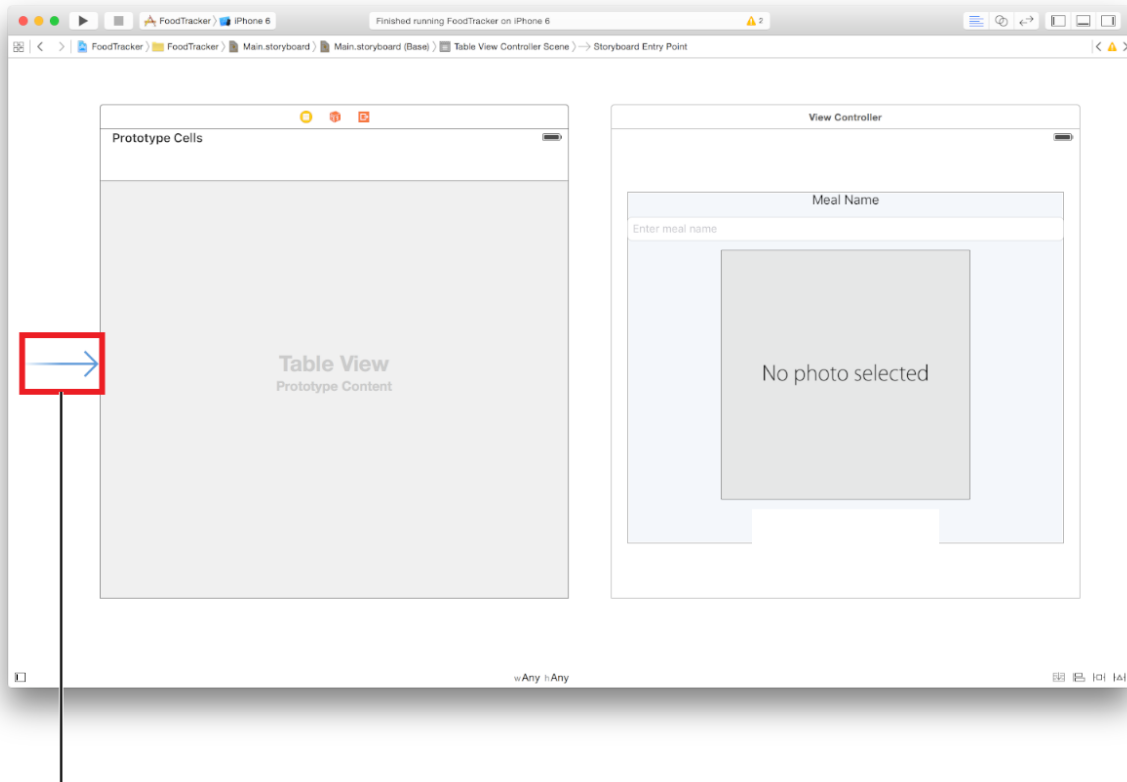 FoodTracker 〉 iPhone 6 Finished running FoodTracker on iPhone 6 2
FoodTracker 〉 FoodTracker 〉 Main.storyboard 〉 Main.storyboard (Base) 〉 Table View Controller Scene 〉 Storyboard Entry Point
Prototype Cells
Table View
Prototype Content
View Controller
Meal Name
Enter meal name
No photo selected
wAny hAny